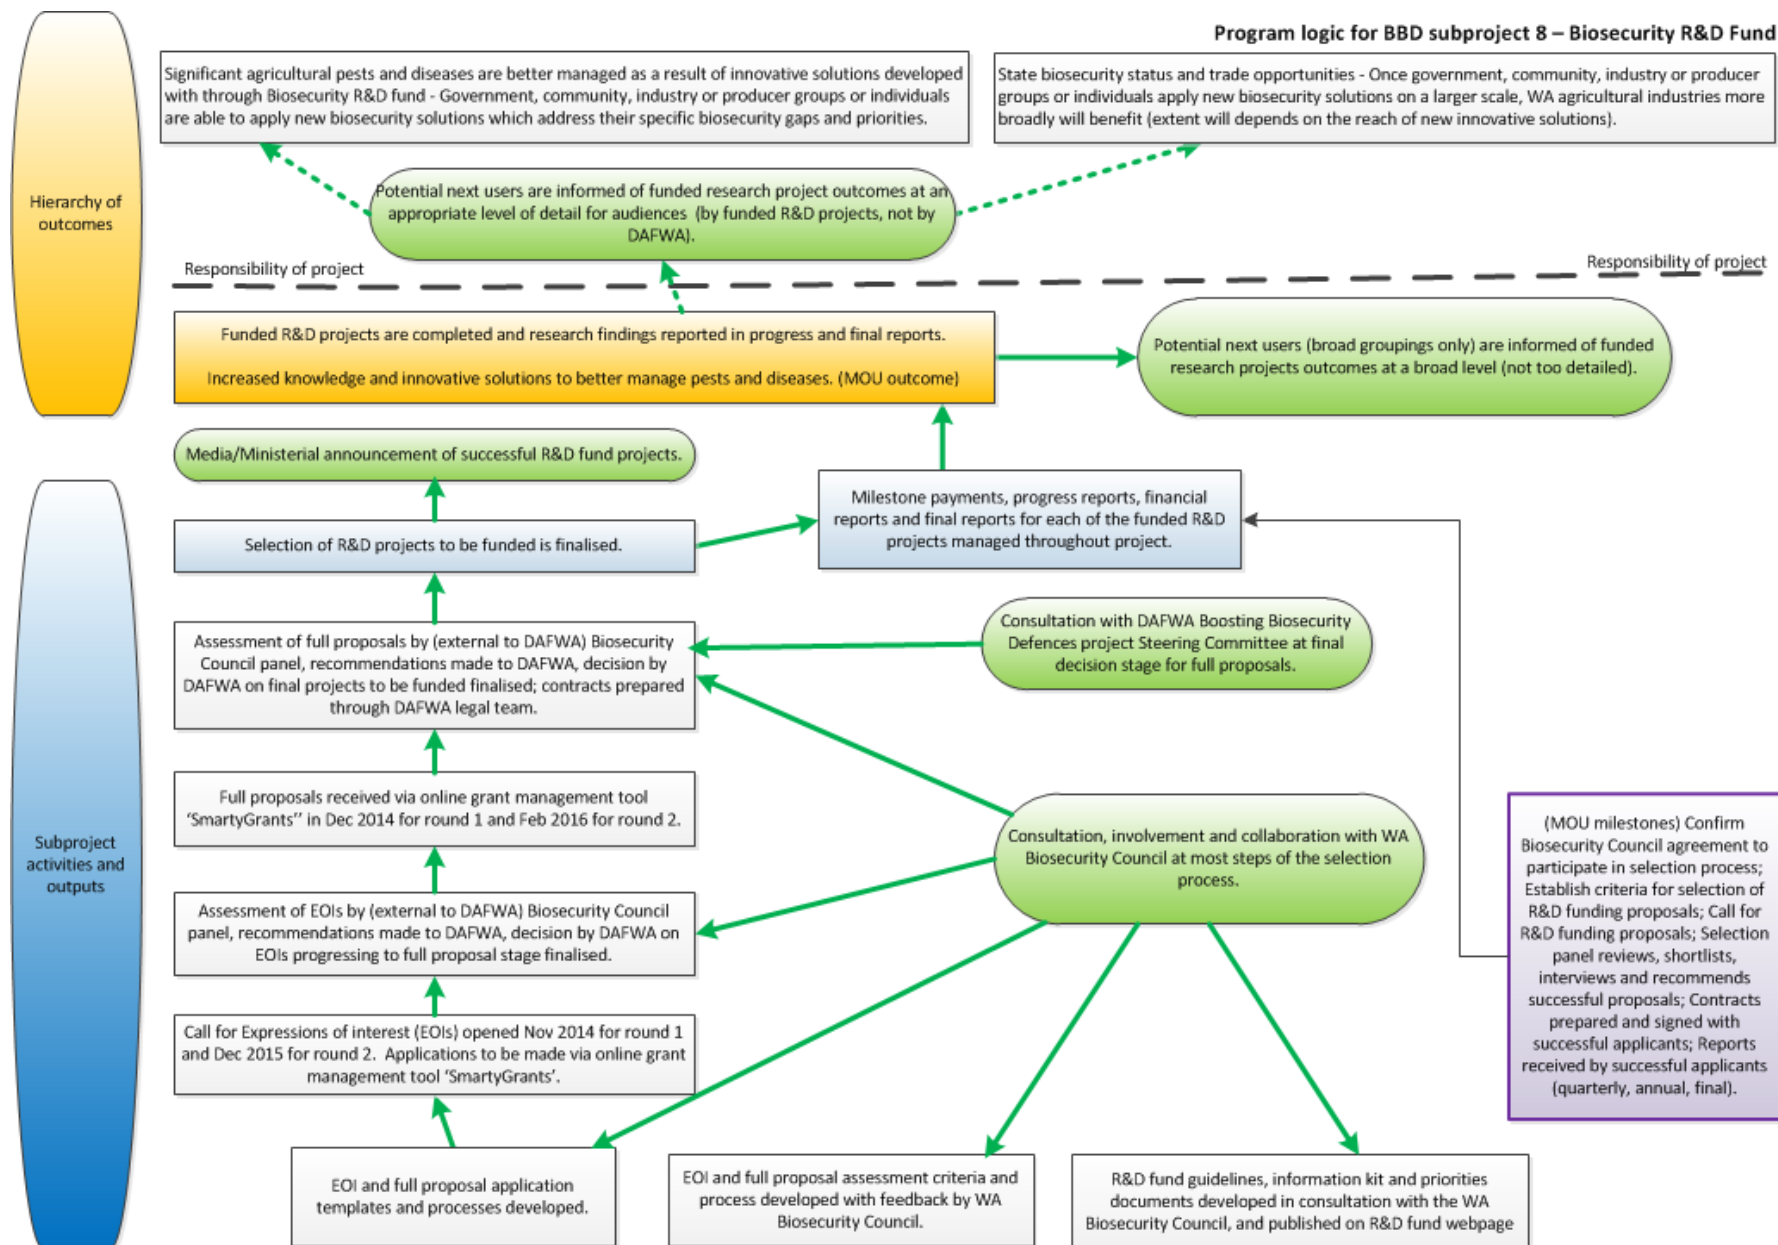 Program logic for BBD subproject 8 – Biosecurity R&D Fund
Significant agricultural pests and diseases are better managed as a result of innovative solutions developed
with through Biosecurity R&D fund - Government, community, industry or producer groups or individuals
are able to apply new biosecurity solutions which address their specific biosecurity gaps and priorities.
State biosecurity status and trade opportunities - Once government, community, industry or producer
groups or individuals apply new biosecurity solutions on a larger scale, WA agricultural industries more
broadly will benefit (extent will depends on the reach of new innovative solutions).
Hierarchy of
outcomes
Potential next users are informed of funded research project outcomes at an
appropriate level of detail for audiences (by funded R&D projects, not by
DAFWA).
Responsibility of project
Responsibility of project
Funded R&D projects are completed and research findings reported in progress and final reports.
Increased knowledge and innovative solutions to better manage pests and diseases. (MOU outcome)
Potential next users (broad groupings only) are informed of funded
research projects outcomes at a broad level (not too detailed).
Media/Ministerial announcement of successful R&D fund projects.
Selection of R&D projects to be funded is finalised.
Milestone payments, progress reports, financial
reports and final reports for each of the funded R&D
projects managed throughout project.
Assessment of full proposals by (external to DAFWA) Biosecurity
Council panel, recommendations made to DAFWA, decision by
DAFWA on final projects to be funded finalised; contracts prepared
through DAFWA legal team.
Consultation with DAFWA Boosting Biosecurity
Defences project Steering Committee at final
decision stage for full proposals.
Full proposals received via online grant management tool
‘SmartyGrants’’ in Dec 2014 for round 1 and Feb 2016 for round 2.
Subproject
activities and
outputs
Consultation, involvement and collaboration with WA
Biosecurity Council at most steps of the selection
process.
Assessment of EOIs by (external to DAFWA) Biosecurity Council
panel, recommendations made to DAFWA, decision by DAFWA on
EOIs progressing to full proposal stage finalised.
Call for Expressions of interest (EOIs) opened Nov 2014 for round 1
and Dec 2015 for round 2. Applications to be made via online grant
management tool ‘SmartyGrants’.
(MOU milestones) Confirm
Biosecurity Council agreement to
participate in selection process;
Establish criteria for selection of
R&D funding proposals; Call for
R&D funding proposals; Selection
panel reviews, shortlists,
interviews and recommends
successful proposals; Contracts
prepared and signed with
successful applicants; Reports
received by successful applicants
(quarterly, annual, final).
EOI and full proposal application
templates and processes developed.
EOI and full proposal assessment criteria and
process developed with feedback by WA
Biosecurity Council.
R&D fund guidelines, information kit and priorities
documents developed in consultation with the WA
Biosecurity Council, and published on R&D fund webpage